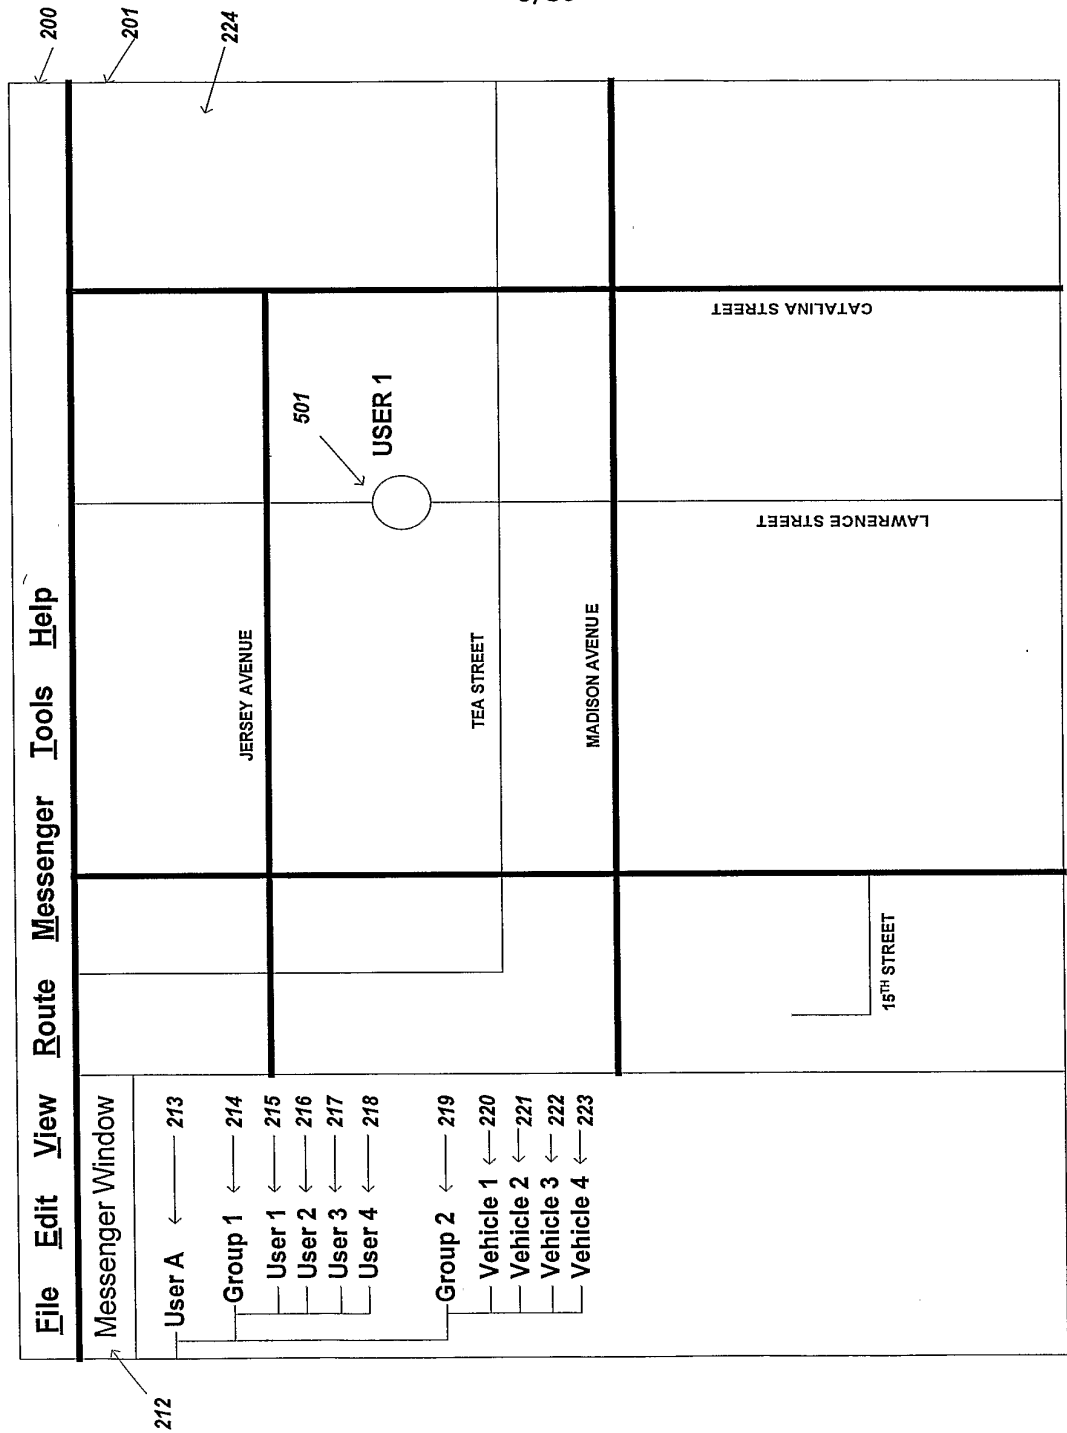 200
201
224
File Edit View Route Messenger Tools Help
212
Messenger Window
User A 213
Group 1 214
User 1 215
User 2 216
User 3 217
User 4 218
Group 2 219
Vehicle 1 220
Vehicle 2 221
Vehicle 3 222
Vehicle 4 223
JERSEY AVENUE
501
USER 1
TEA STREET
MADISON AVENUE
CATALINA STREET
LAWRENCE STREET
15TH STREET